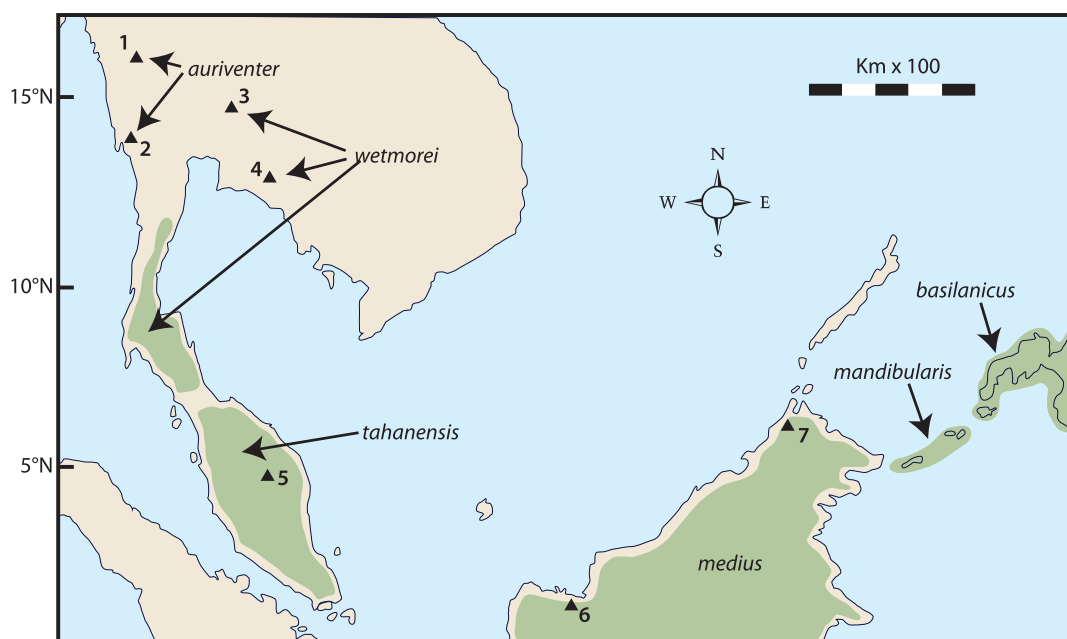 1
auriventer
Km x 100
15°N
3
2
wetmorei
4
N
W
E
S
10°N
basilanicus
mandibularis
tahanensis
7
5°N
5
medius
6